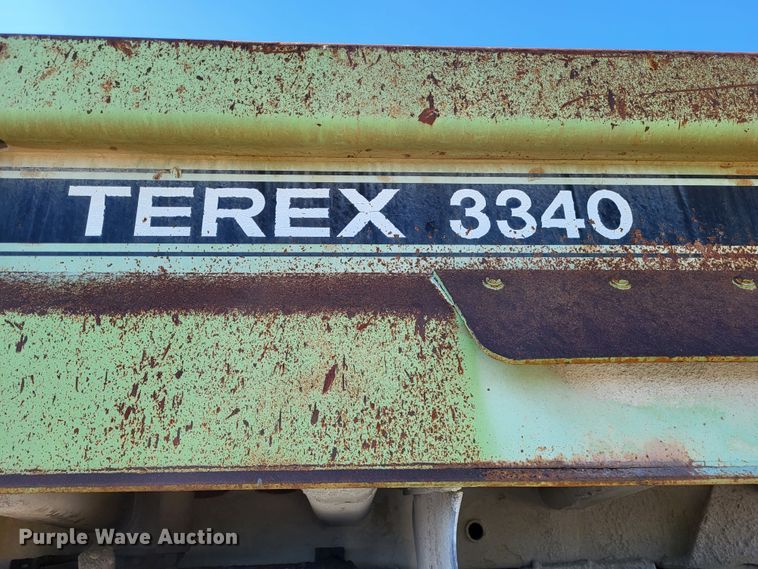 TEREX 3340
Purple Wave Auction